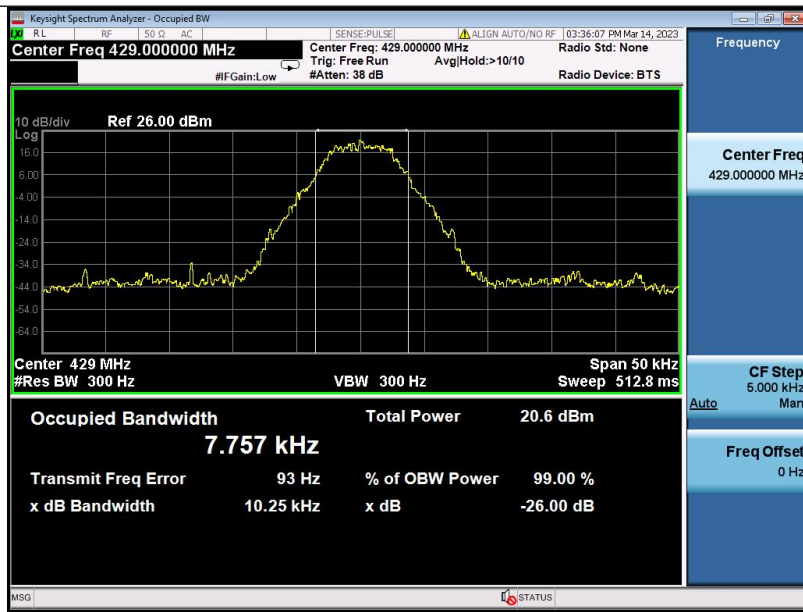 Keysight Spectrum Analyzer - Occupied BW
LXI RL RF 50 Ω AC SENSE:PULSE ALIGN AUTO/NO RF 03:36:07 PM Mar 14, 2023
Center Freq 429.000000 MHz
Center Freq: 429.000000 MHz Radio Std: None
Trig: Free Run Avg|Hold:>10/10
#IFGain:Low #Atten: 38 dB Radio Device: BTS
10 dB/div Ref 26.00 dBm
Log
16.0
6.00
-4.00
-14.0
-24.0
-34.0
-44.0
-54.0
-64.0
Center 429 MHz Span 50 kHz
#Res BW 300 Hz VBW 300 Hz Sweep 512.8 ms
Occupied Bandwidth Total Power 20.6 dBm
7.757 kHz
Transmit Freq Error 93 Hz % of OBW Power 99.00 %
x dB Bandwidth 10.25 kHz x dB -26.00 dB
MSG STATUS
Frequency
Center Freq
429.000000 MHz
CF Step
5.000 kHz
Auto Man
Freq Offset
0 Hz